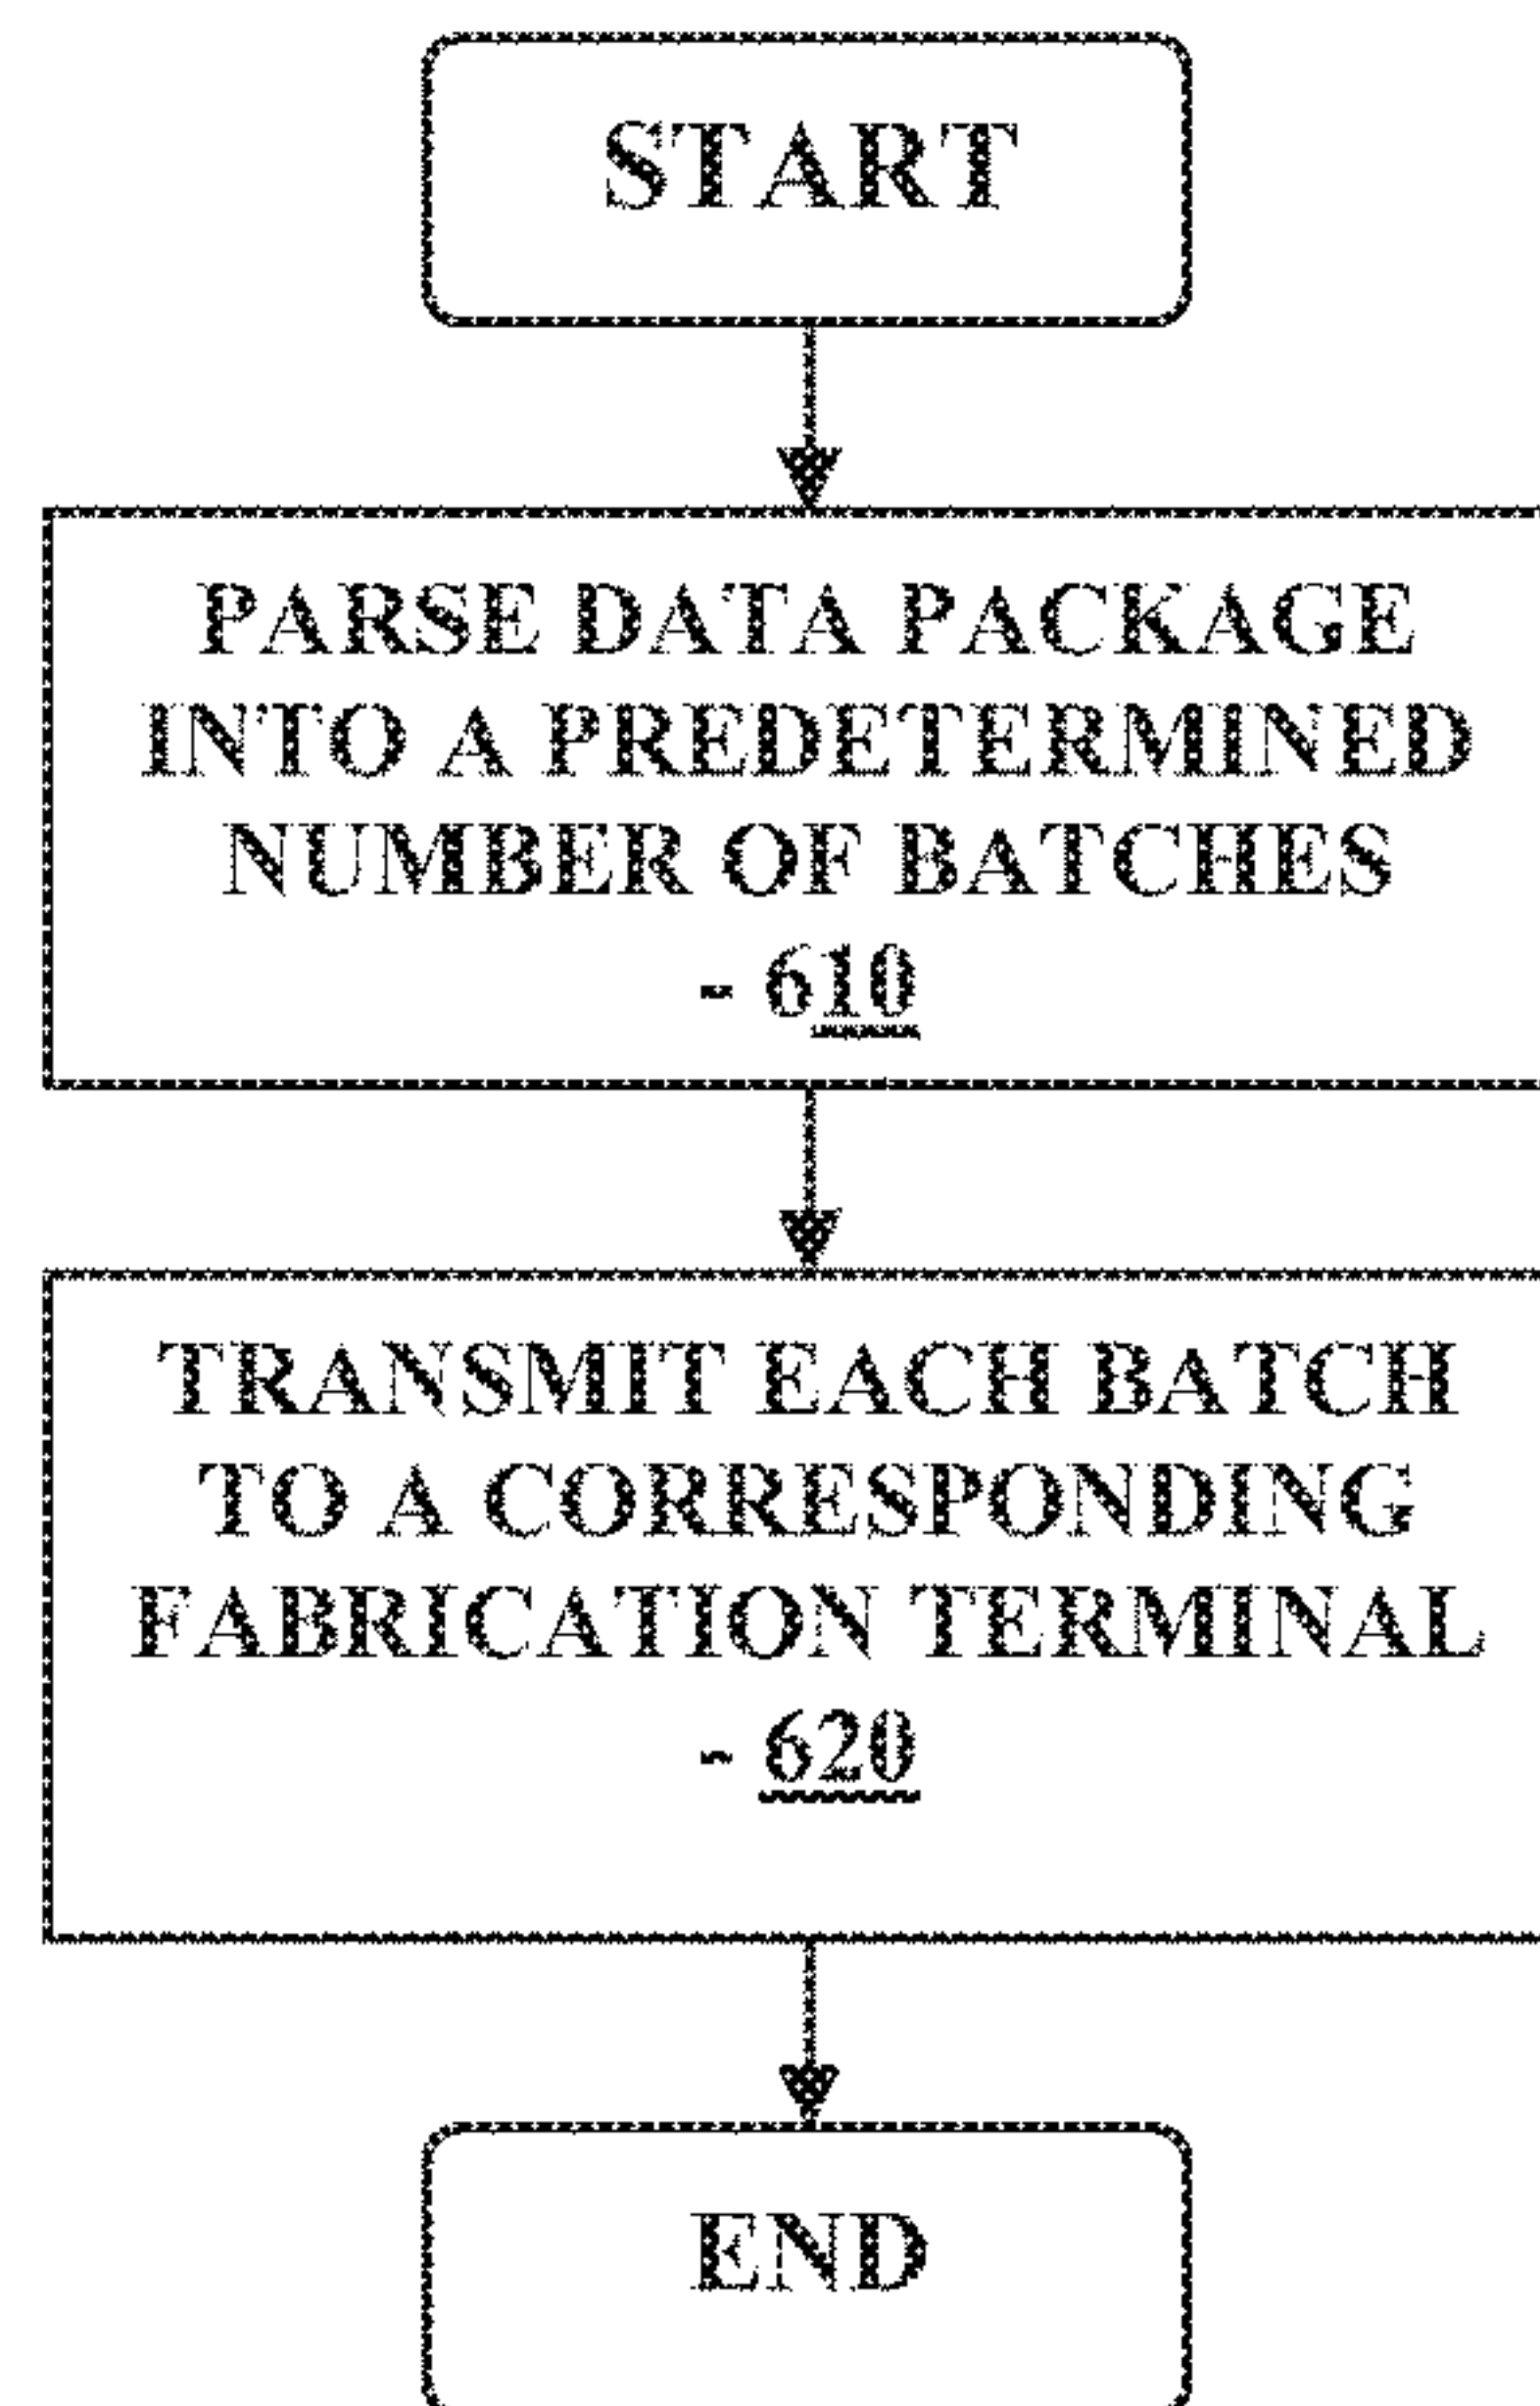 START
PARSE DATA PACKAGE
INTO A PREDETERMINED
NUMBER OF BATCHES
- 610
TRANSMIT EACH BATCH
TO A CORRESPONDING
FABRICATION TERMINAL
- 620
END